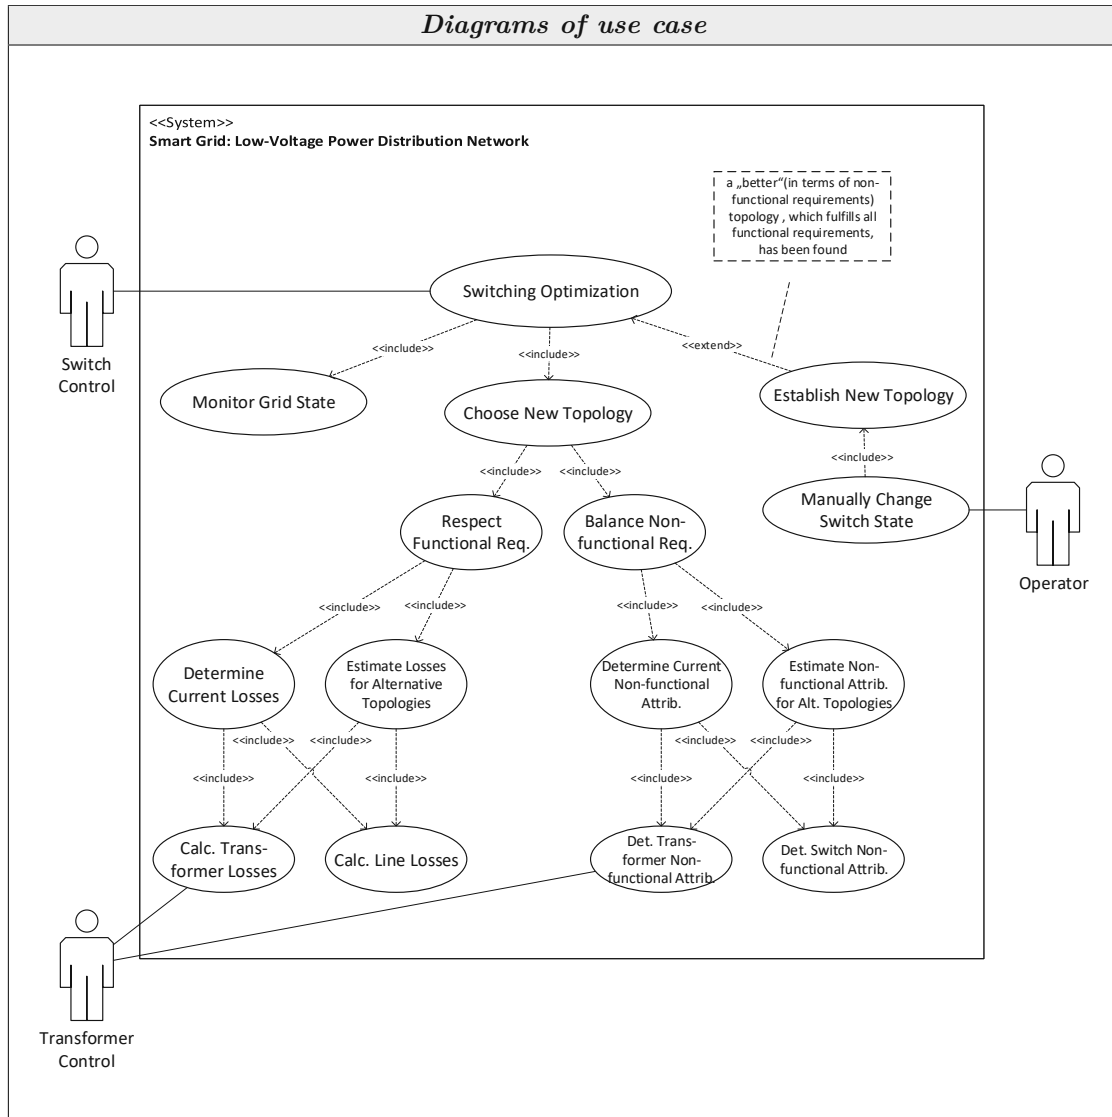 Diagrams of use case
<<System>>
Smart Grid: Low-Voltage Power Distribution Network
a „better“(in terms of non-
functional requirements)
topology , which fulfills all
functional requirements,
has been found
Switching Optimization
Switch
Control
<<include>>
<<include>>
<<extend>>
Monitor Grid State
Choose New Topology
Establish New Topology
<<include>>
<<include>>
<<include>>
Manually Change
Switch State
Operator
Respect
Functional Req.
Balance Non-
functional Req.
<<include>>
<<include>>
<<include>>
<<include>>
Determine
Current Losses
Estimate Losses
for Alternative
Topologies
Determine Current
Non-functional
Attrib.
Estimate Non-
functional Attrib.
for Alt. Topologies
<<include>>
<<include>>
<<include>>
<<include>>
<<include>>
<<include>>
<<include>>
<<include>>
Calc. Trans-
former Losses
Calc. Line Losses
Det. Trans-
former Non-
functional Attrib.
Det. Switch Non-
functional Attrib.
Transformer
Control